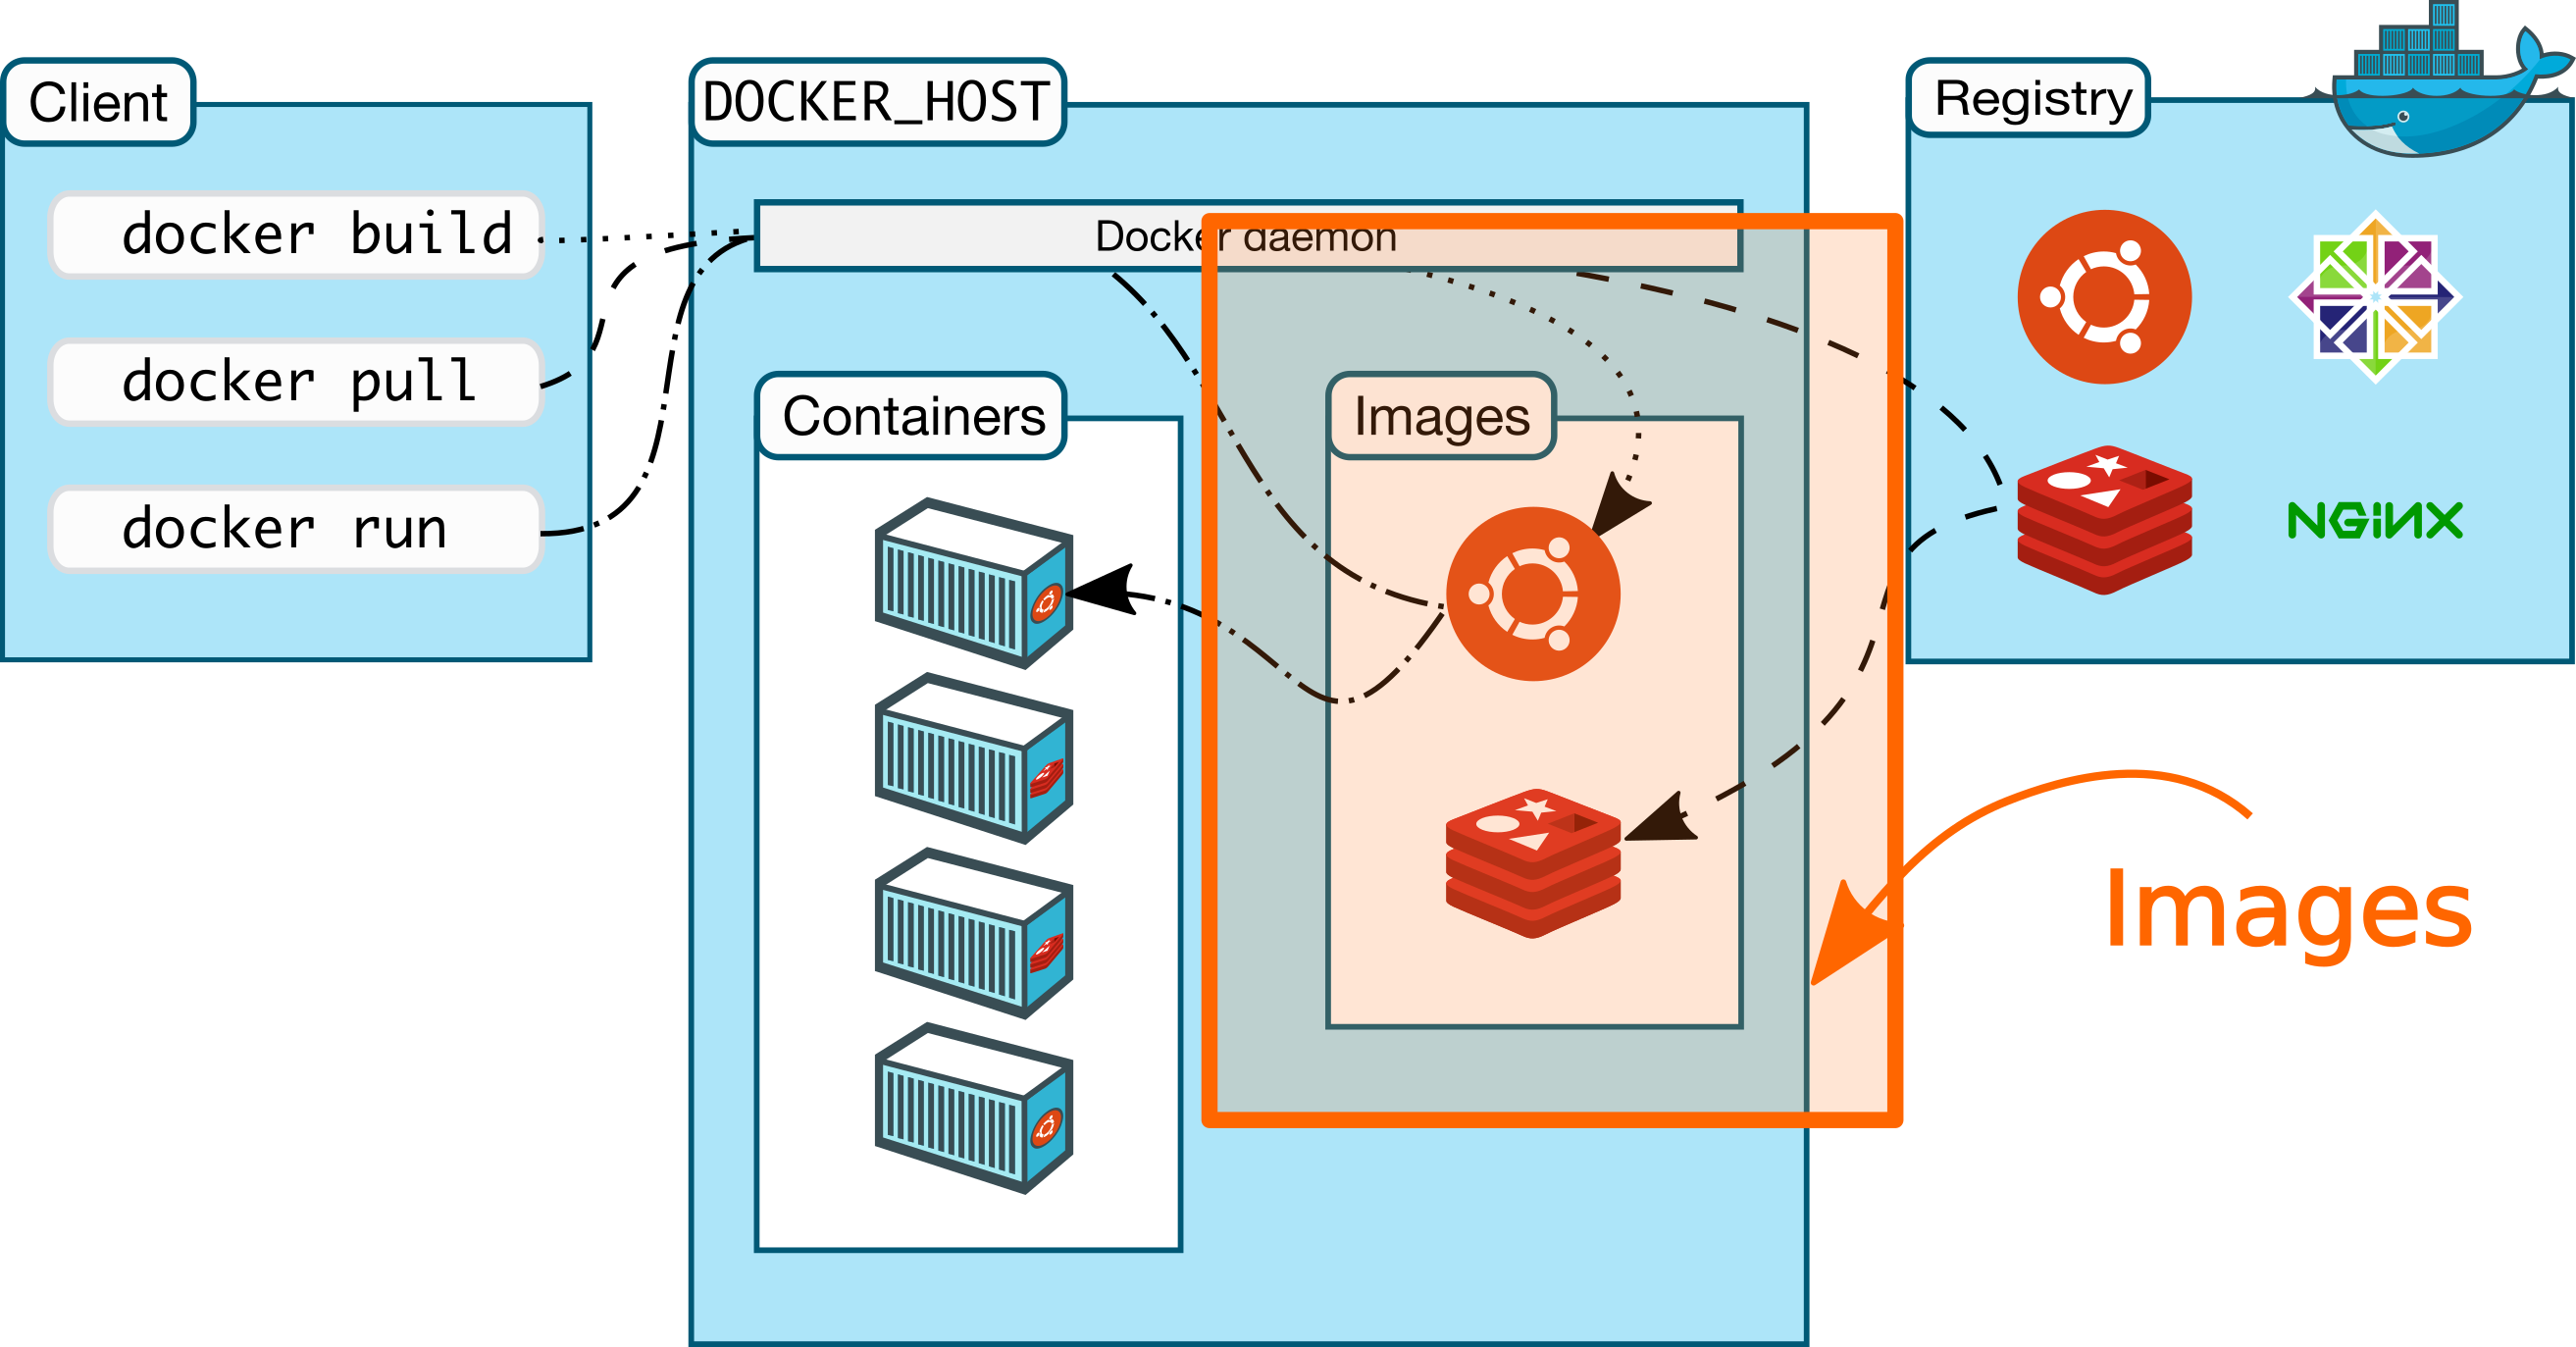 Client
docker build
docker pull
docker run
DOCKER_HOST
Docker daemon
Containers
Images
Registry
NGiNX
Images